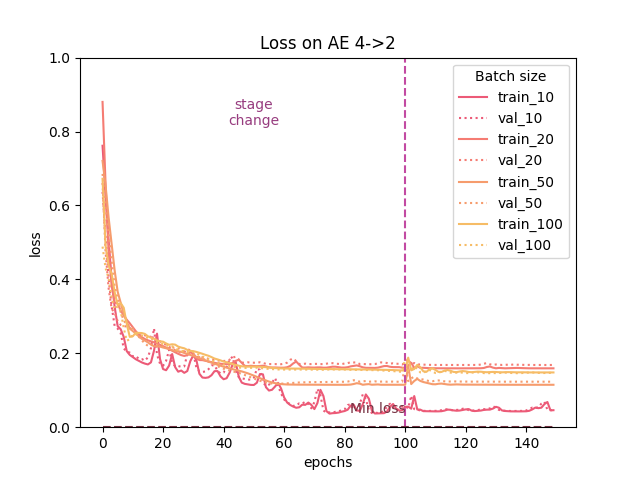 Loss on AE 4->2
1.0
0.8
0.6
0.4
0.2
0.0
loss
stage
change
Min loss
Batch size
train_10
val_10
train_20
val_20
train_50
val_50
train_100
val_100
0
20
40
60
80
100
120
140
epochs